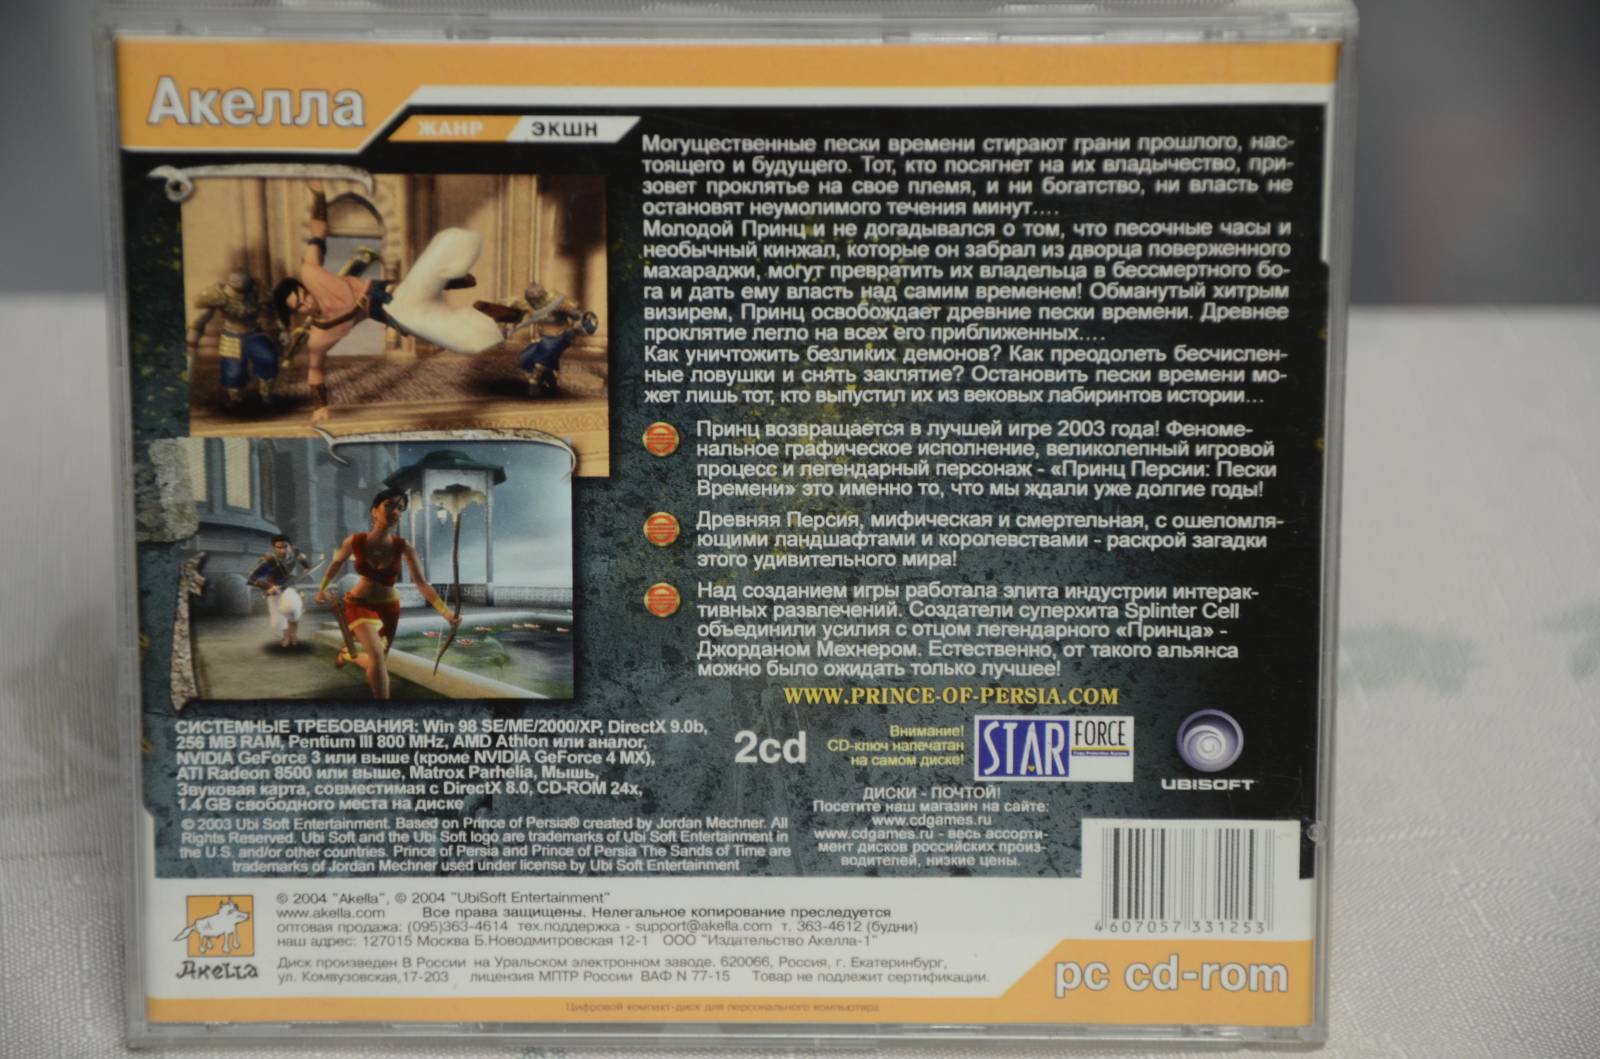 Акелла
ЖАНР ЭКШН
Могущественные пески времени стирают грани прошлого, нас-
тоящего и будущего. Тот, кто посягнет на их владычество, при-
зовет проклятье на свое племя, и ни богатство, ни власть не
остановят неумолимого течения минут....
Молодой Принц и не догадывался о том, что песочные часы и
необычный кинжал, которые он забрал из дворца поверженного
махараджи, могут превратить их владельца в бессмертного бо-
га и дать ему власть над самим временем! Обманутый хитрым
визирем, Принц освобождает древние пески времени. Древнее
проклятие легло на всех его приближенных....
Как уничтожить безликих демонов? Как преодолеть бесчислен-
ные ловушки и снять заклятие? Остановить пески времени мо-
жет лишь тот, кто выпустил их из вековых лабиринтов истории...
Принц возвращается в лучшей игре 2003 года! Феноме-
нальное графическое исполнение, великолепный игровой
процесс и легендарный персонаж - «Принц Персии: Пески
Времени» это именно то, что мы ждали уже долгие годы!
Древняя Персия, мифическая и смертельная, с ошеломля-
ющими ландшафтами и королевствами - раскрой загадки
этого удивительного мира!
Над созданием игры работала элита индустрии интерак-
тивных развлечений. Создатели суперхита Splinter Cell
объединили усилия с отцом легендарного «Принца» -
Джорданом Мехнером. Естественно, от такого альянса
можно было ожидать только лучшее!
WWW.PRINCE-OF-PERSIA.COM
СИСТЕМНЫЕ ТРЕБОВАНИЯ: Win 98 SE/ME/2000/XP, DirectX 9.0b,
256 MB RAM, Pentium III 800 MHz, AMD Athlon или аналог,
NVIDIA GeForce 3 или выше (кроме NVIDIA GeForce 4 MX),
ATI Radeon 8500 или выше, Matrox Parhelia, Мышь,
Звуковая карта, совместимая с DirectX 8.0, CD-ROM 24x,
1.4 GB свободного места на диске
© 2003 Ubi Soft Entertainment. Based on Prince of Persia® created by Jordan Mechner. All
Rights Reserved. Ubi Soft and the Ubi Soft logo are trademarks of Ubi Soft Entertainment in
the U.S. and/or other countries. Prince of Persia and Prince of Persia The Sands of Time are
trademarks of Jordan Mechner used under license by Ubi Soft Entertainment
2cd
Внимание!
CD-ключ напечатан
на самом диске!
STAR FORCE
UBISOFT
ДИСКИ - ПОЧТОЙ!
Посетите наш магазин на сайте:
www.cdgames.ru
www.cdgames.ru - весь ассорти-
мент дисков российских произ-
водителей, низкие цены.
© 2004 "Akella", © 2004 "UbiSoft Entertainment"
www.akella.com Все права защищены. Нелегальное копирование преследуется
оптовая продажа: (095)363-4614 тех.поддержка - support@akella.com т. 363-4612 (будни)
наш адрес: 127015 Москва Б.Новодмитровская 12-1 ООО "Издательство Акелла-1"
Диск произведен В России на Уральском электронном заводе. 620066, Россия, г. Екатеринбург,
ул. Комвузовская,17-203 лицензия МПТР России ВАФ N 77-15 Товар не подлежит сертификации.
Акелла
4 607057 331253
pc cd-rom
Цифровой компакт-диск для персонального компьютера